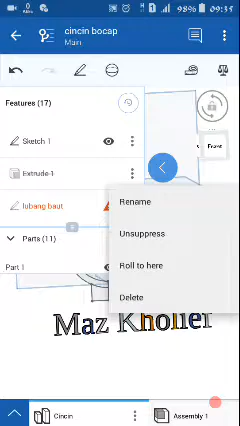 98% 09:35
cincin bocap
Main
Features (17)
Sketch 1
Extrude 1
lubang baut
Parts (11)
Part 1
Front
Rename
Unsuppress
Roll to here
Delete
Maz Kholief
Cincin
Assembly 1